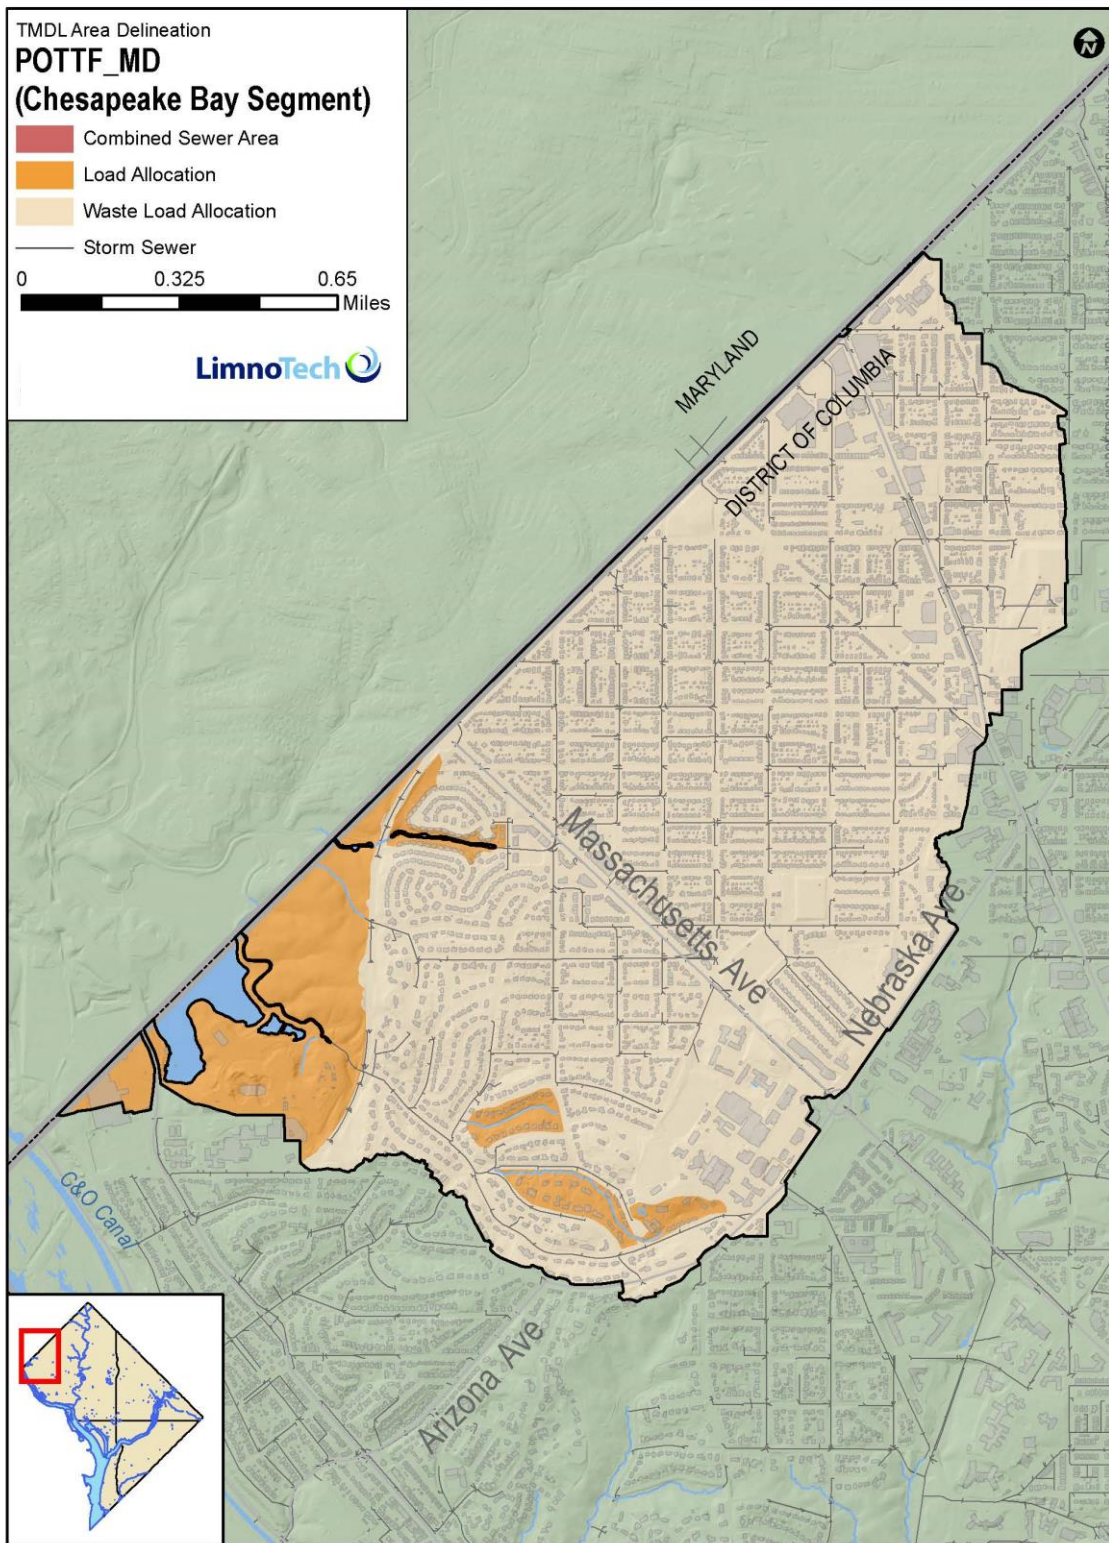 TMDL Area Delineation
POTTF_MD
(Chesapeake Bay Segment)
Combined Sewer Area
Load Allocation
Waste Load Allocation
Storm Sewer
0 0.325 0.65
Miles
LimnoTech
N
MARYLAND
DISTRICT OF COLUMBIA
Massachusetts Ave
Nebraska Ave
C&O Canal
Arizona Ave